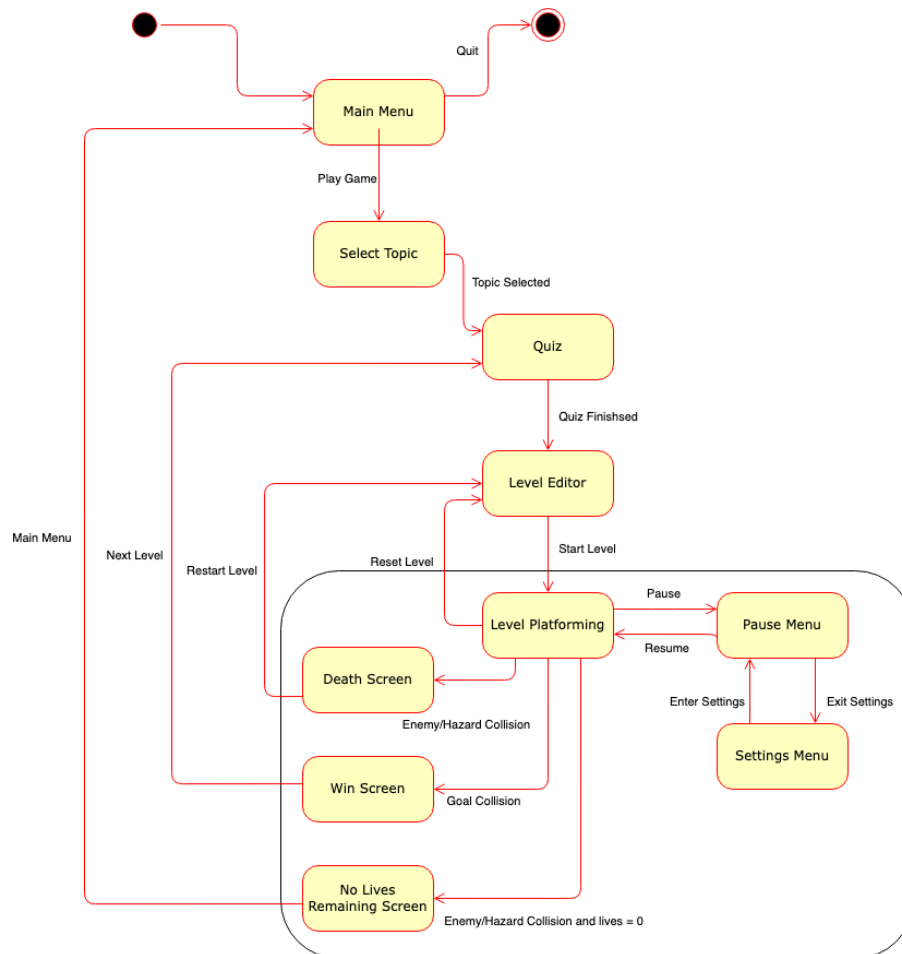 Quit
Main Menu
Play Game
Select Topic
Topic Selected
Quiz
Quiz Finishsed
Level Editor
Main Menu
Next Level
Restart Level
Reset Level
Start Level
Level Platforming
Pause
Pause Menu
Resume
Death Screen
Enemy/Hazard Collision
Enter Settings
Exit Settings
Settings Menu
Win Screen
Goal Collision
No Lives
Remaining Screen
Enemy/Hazard Collision and lives = 0